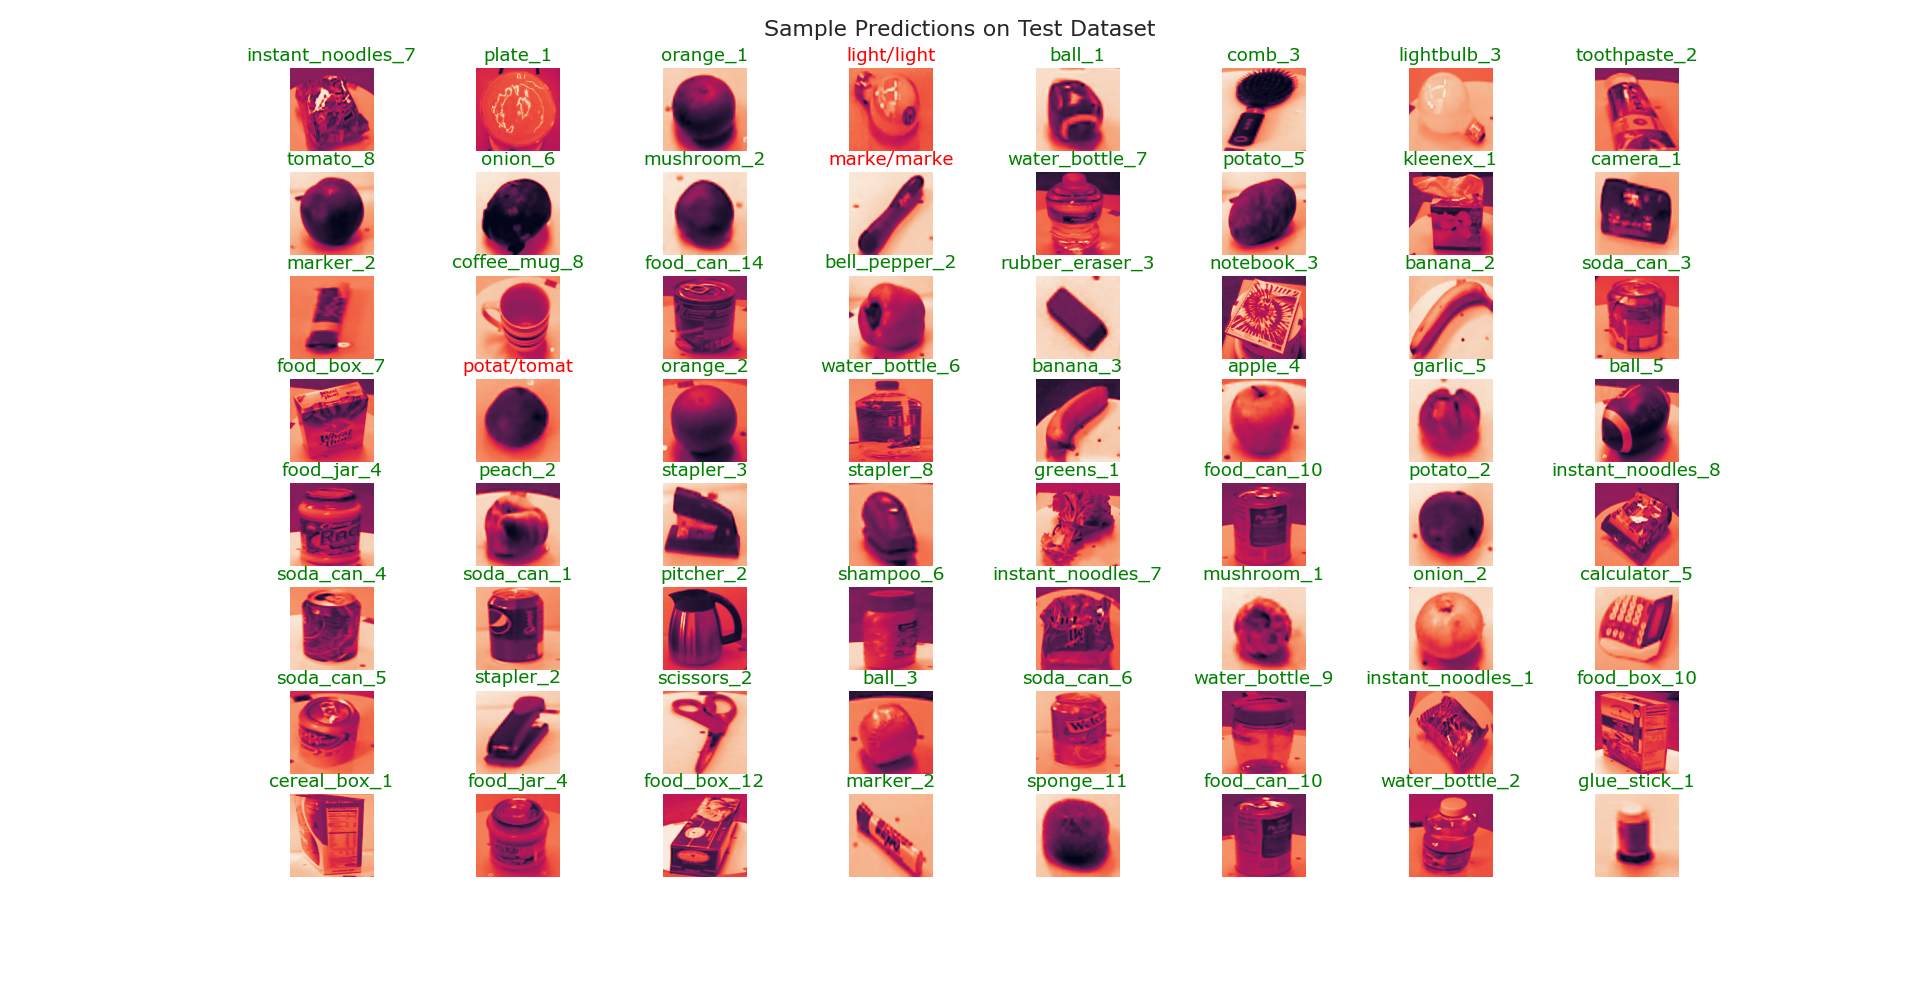 Sample Predictions on Test Dataset
instant_noodles_7 plate_1 orange_1 light/light ball_1 comb_3 lightbulb_3 toothpaste_2
tomato_8 onion_6 mushroom_2 marke/marke water_bottle_7 potato_5 kleenex_1 camera_1
marker_2 coffee_mug_8 food_can_14 bell_pepper_2 rubber_eraser_3 notebook_3 banana_2 soda_can_3
food_box_7 potat/tomat orange_2 water_bottle_6 banana_3 apple_4 garlic_5 ball_5
food_jar_4 peach_2 stapler_3 stapler_8 greens_1 food_can_10 potato_2 instant_noodles_8
soda_can_4 soda_can_1 pitcher_2 shampoo_6 instant_noodles_7 mushroom_1 onion_2 calculator_5
soda_can_5 stapler_2 scissors_2 ball_3 soda_can_6 water_bottle_9 instant_noodles_1 food_box_10
cereal_box_1 food_jar_4 food_box_12 marker_2 sponge_11 food_can_10 water_bottle_2 glue_stick_1